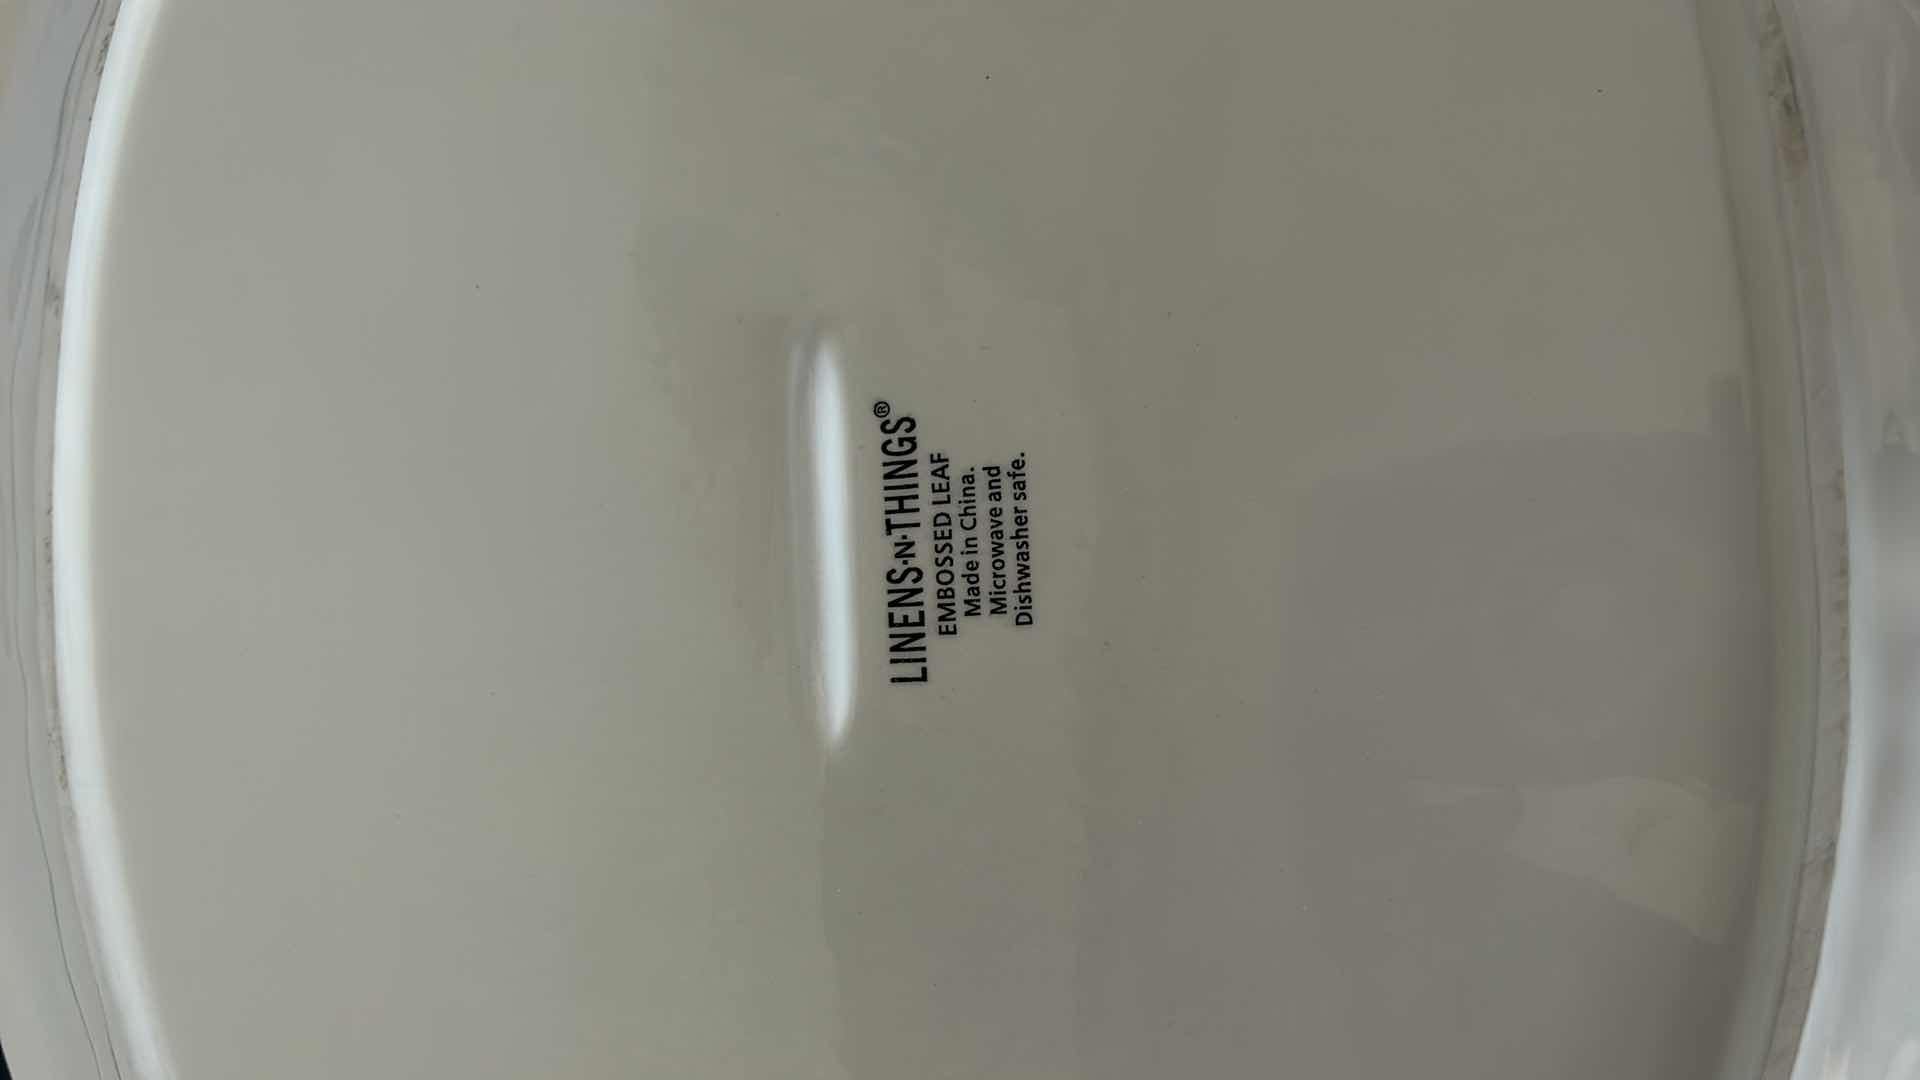 LINENS·N·THINGS®
EMBOSSED LEAF
Made in China.
Microwave and
Dishwasher safe.